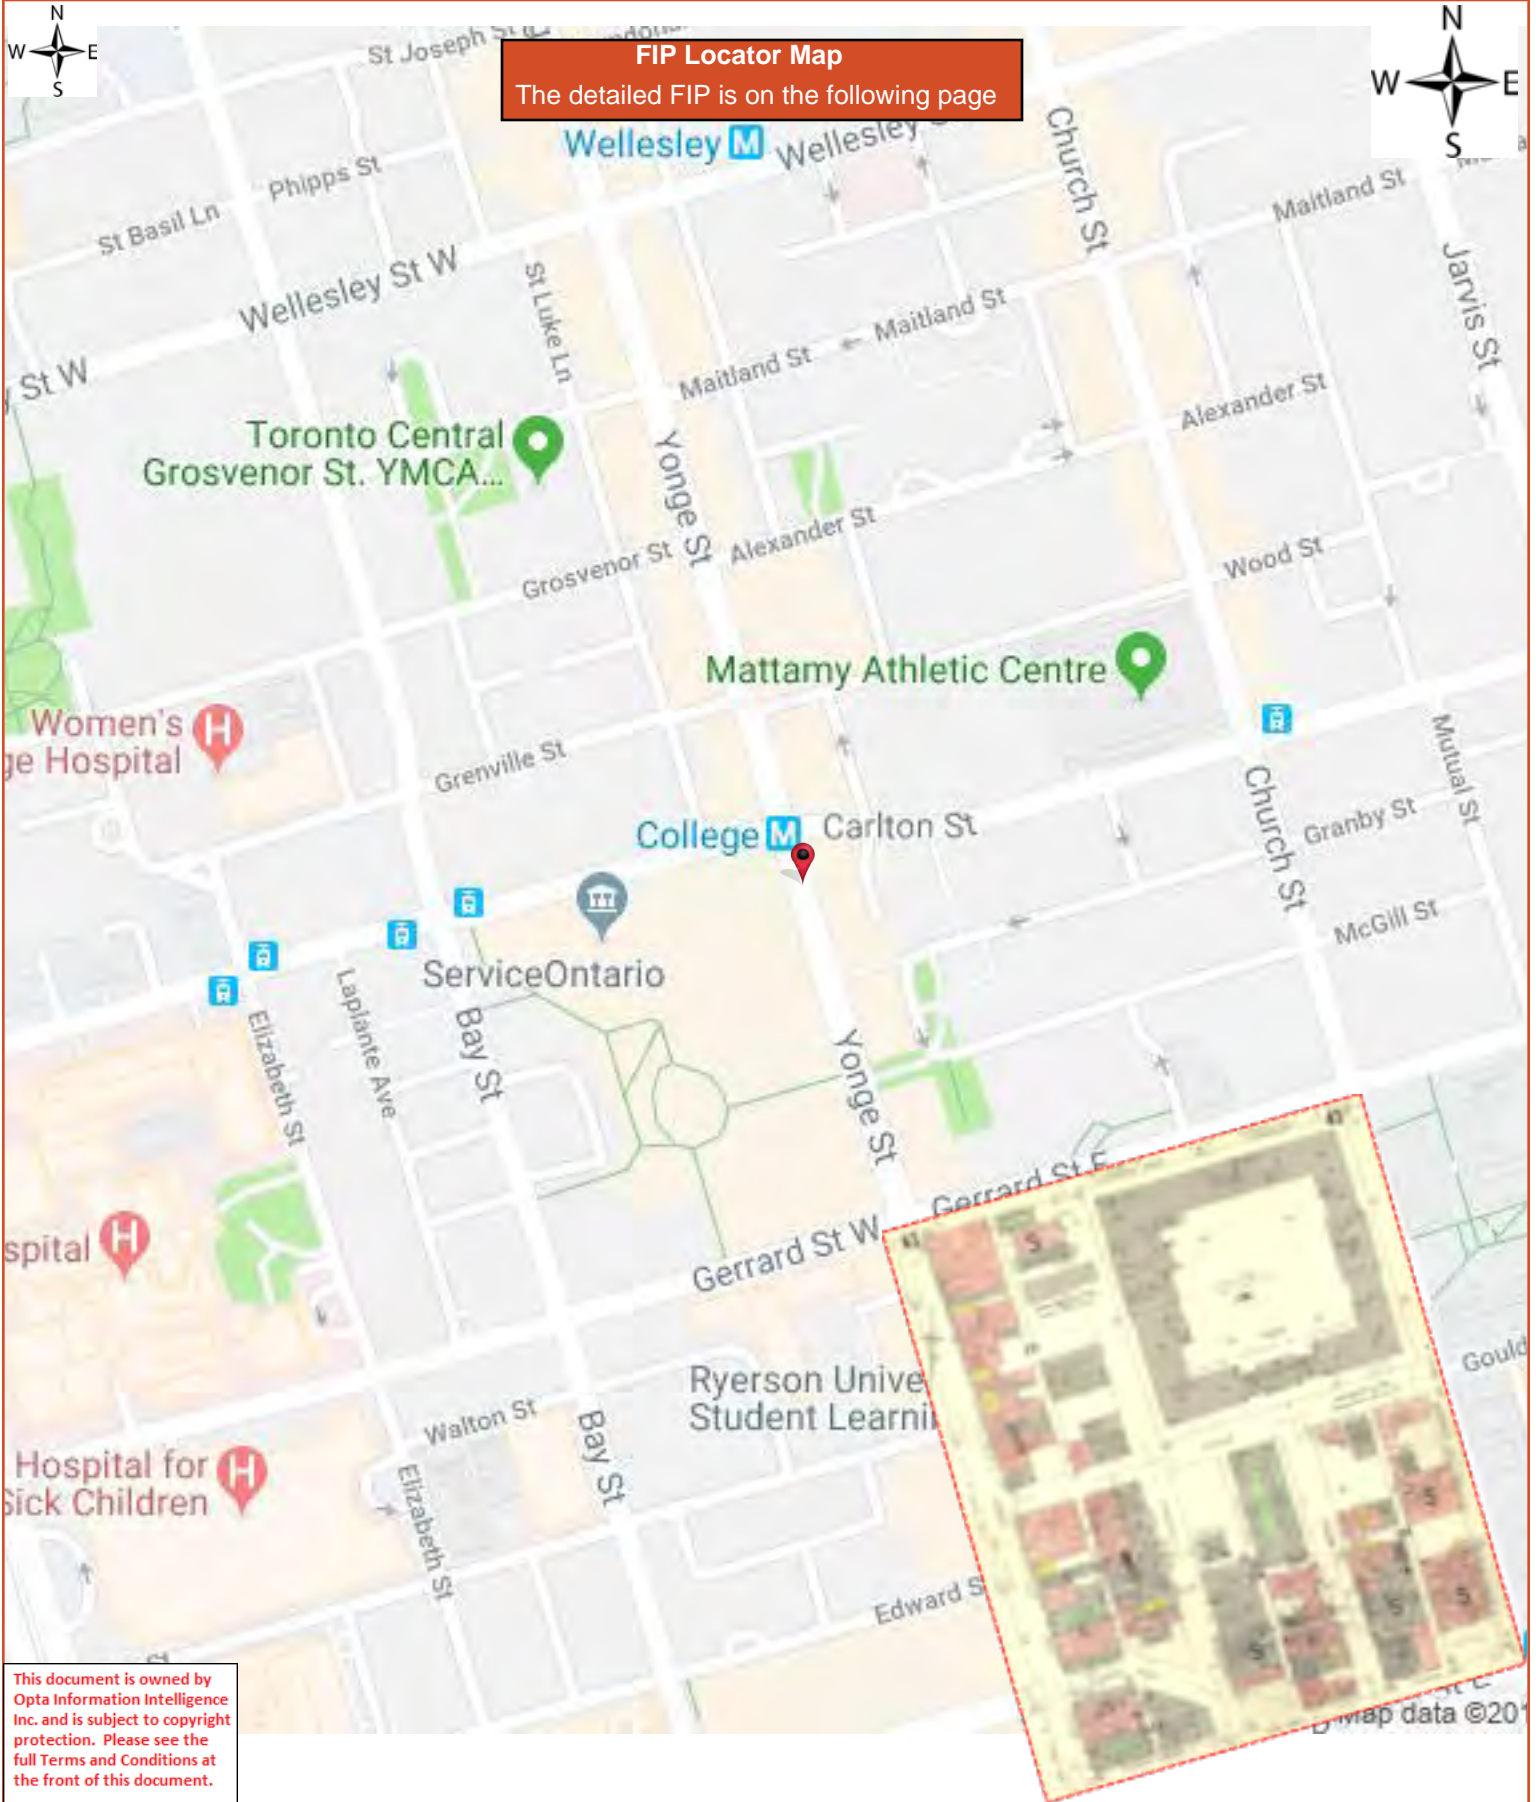 N
W E
S
FIP Locator Map
The detailed FIP is on the following page
N
W E
S
St Joseph St
Wellesley M
Wellesley
Church St
Phipps St
St Basil Ln
Maitland St
Wellesley St W
St Luke Ln
Jarvis St
Maitland St
Maitland St
St W
Alexander St
Toronto Central
Grosvenor St. YMCA...
Yonge St
Alexander St
Grosvenor St
Wood St
Mattamy Athletic Centre
Women's
ge Hospital
H
Mutual St
Grenville St
Church St
College M
Carlton St
Granby St
McGill St
ServiceOntario
Laplante Ave
Elizabeth St
Bay St
Yonge St
Gerrard St E
spital H
Gerrard St W
S
Ryerson Unive
Student Learni
Gould
Walton St
Bay St
Hospital for
Sick Children
H
Elizabeth St
S
Edward S
S
S
S
This document is owned by
Opta Information Intelligence
Inc. and is subject to copyright
protection. Please see the
full Terms and Conditions at
the front of this document.
Map data ©201